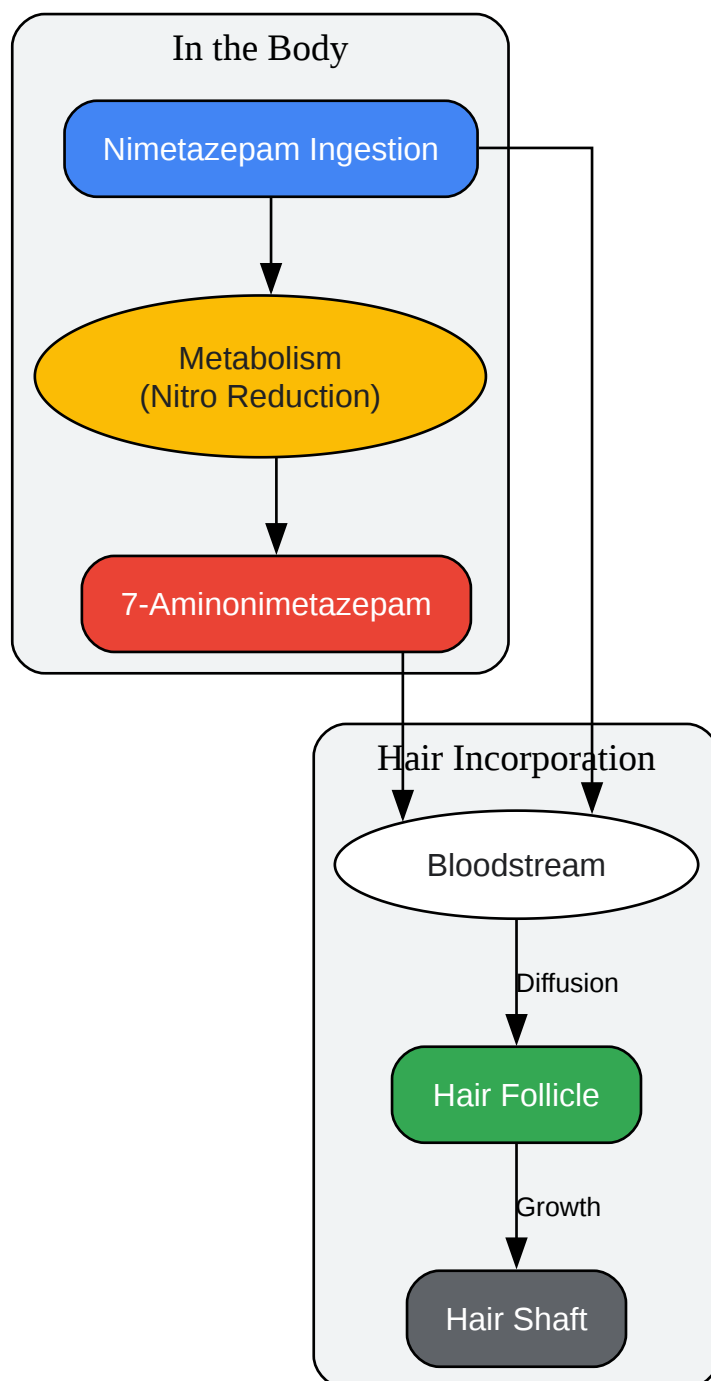 In the Body
Nimetazepam Ingestion
Metabolism
(Nitro Reduction)
7-Aminonimetazepam
Hair Incorporation
Bloodstream
Diffusion
Hair Follicle
Growth
Hair Shaft